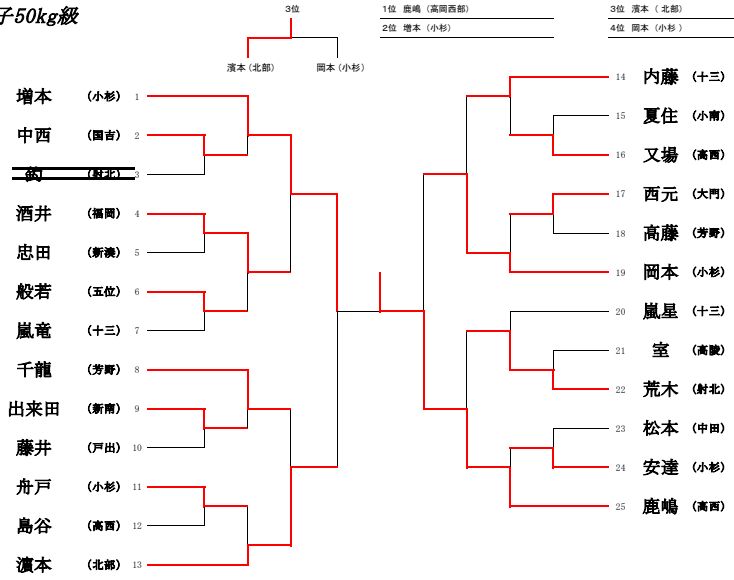 子50kg級
3位
濱本（北部） 岡本（小杉）
1位 鹿嶋（高岡西部）
2位 増本（小杉）
3位 濱本（ 北部）
4位 岡本（小杉 ）
増本 （小杉） 1
中西 （国吉） 2
釣 （射北） 3
酒井 （福岡） 4
忠田 （新湊） 5
般若 （五位） 6
嵐竜 （十三） 7
千龍 （芳野） 8
出来田 （新南） 9
藤井 （戸出） 10
舟戸 （小杉） 11
島谷 （高西） 12
濵本 （北部） 13
14 内藤 （十三）
15 夏住 （小南）
16 又場 （高西）
17 西元 （大門）
18 高藤 （芳野）
19 岡本 （小杉）
20 嵐星 （十三）
21 室 （高陵）
22 荒木 （射北）
23 松本 （中田）
24 安達 （小杉）
25 鹿嶋 （高西）